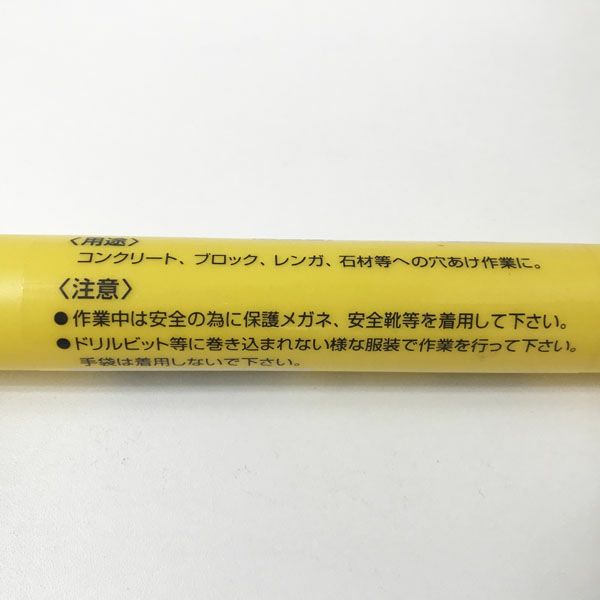 〈用途〉
コンクリート、ブロック、レンガ、石材等への穴あけ作業に。
〈注意〉
●作業中は安全の為に保護メガネ、安全靴等を着用して下さい。
●ドリルビット等に巻き込まれない様な服装で作業を行って下さい。
手袋は着用しないで下さい。